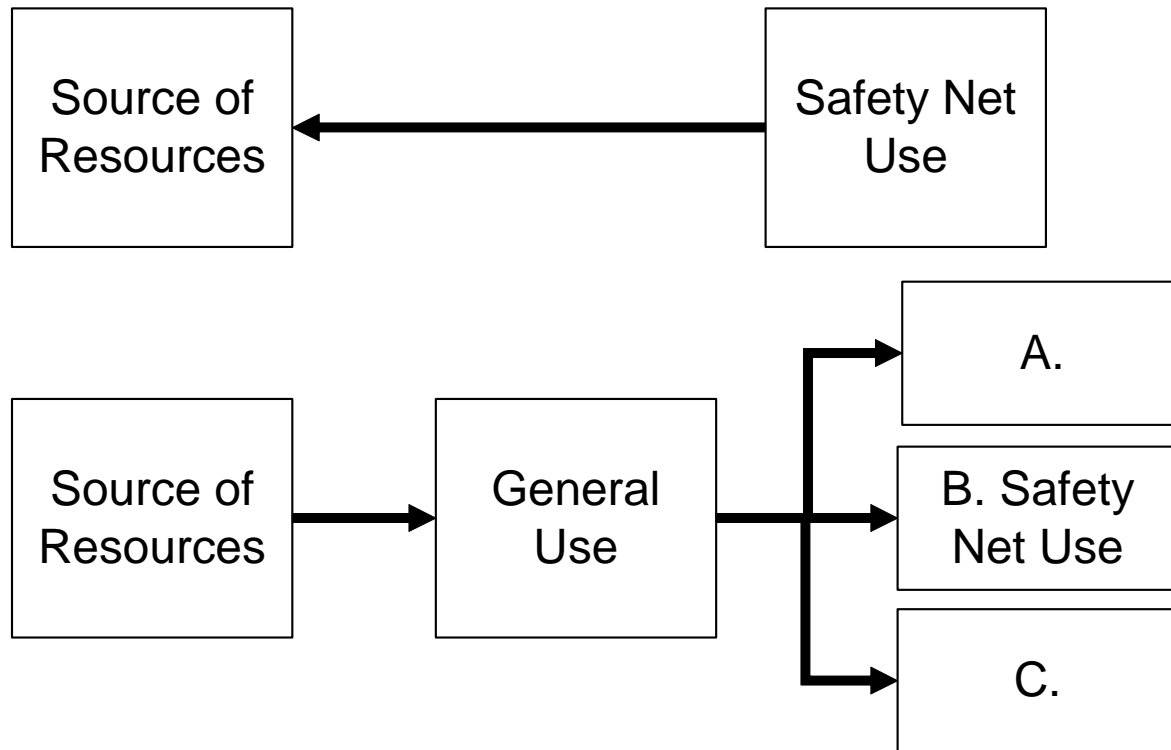 Source of
Resources
Safety Net
Use
A.
Source of
Resources
General
Use
B. Safety
Net Use
C.